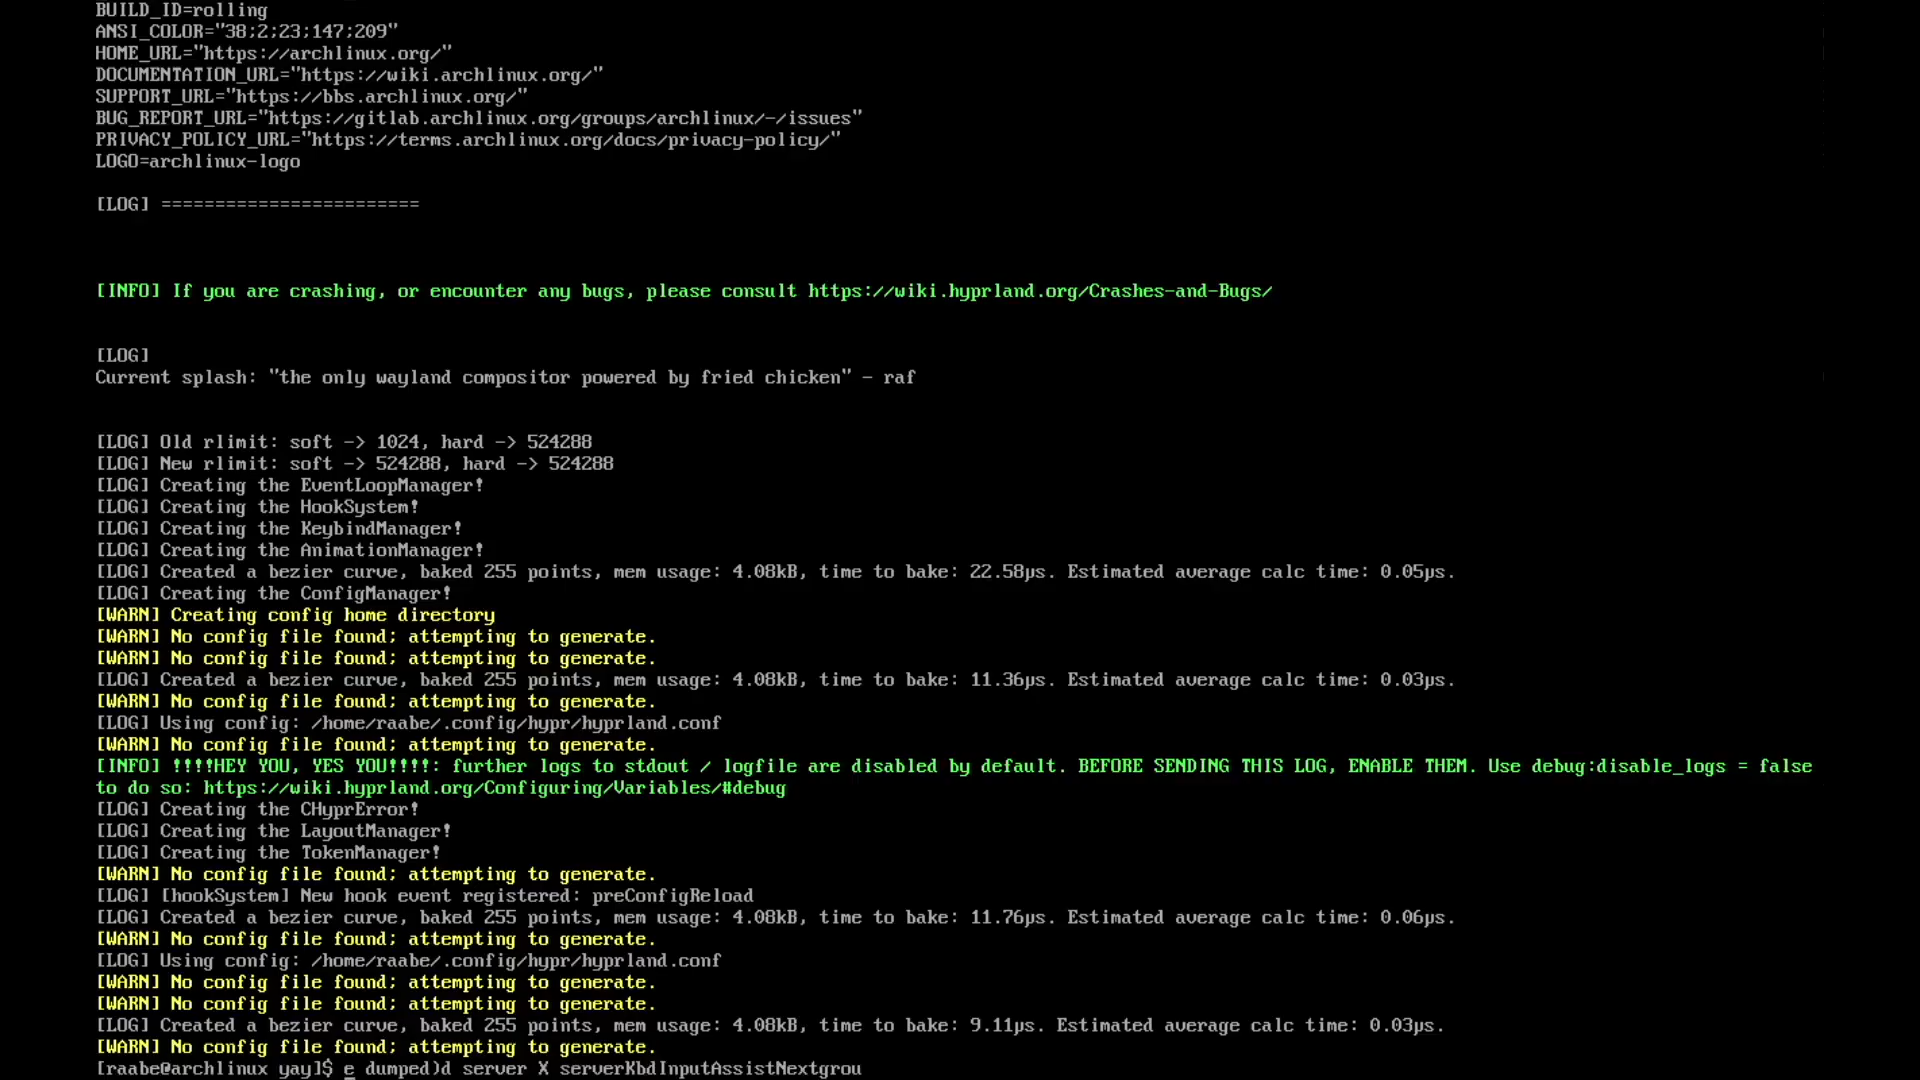 BUILD_ID=rolling
ANSI_COLOR="38;2;23;147;209"
HOME_URL="https://archlinux.org/"
DOCUMENTATION_URL="https://wiki.archlinux.org/"
SUPPORT_URL="https://bbs.archlinux.org/"
BUG_REPORT_URL="https://gitlab.archlinux.org/groups/archlinux/-/issues"
PRIVACY_POLICY_URL="https://terms.archlinux.org/docs/privacy-policy/"
LOGO=archlinux-logo
[LOG] ========================
[INFO] If you are crashing, or encounter any bugs, please consult https://wiki.hyprland.org/Crashes-and-Bugs/
[LOG]
Current splash: "the only wayland compositor powered by fried chicken" - raf
[LOG] Old rlimit: soft -> 1024, hard -> 524288
[LOG] New rlimit: soft -> 524288, hard -> 524288
[LOG] Creating the EventLoopManager!
[LOG] Creating the HookSystem!
[LOG] Creating the KeybindManager!
[LOG] Creating the AnimationManager!
[LOG] Created a bezier curve, baked 255 points, mem usage: 4.08kB, time to bake: 22.58µs. Estimated average calc time: 0.05µs.
[LOG] Creating the ConfigManager!
[WARN] Creating config home directory
[WARN] No config file found; attempting to generate.
[WARN] No config file found; attempting to generate.
[LOG] Created a bezier curve, baked 255 points, mem usage: 4.08kB, time to bake: 11.36µs. Estimated average calc time: 0.03µs.
[WARN] No config file found; attempting to generate.
[LOG] Using config: /home/raabe/.config/hypr/hyprland.conf
[WARN] No config file found; attempting to generate.
[INFO] !!!!HEY YOU, YES YOU!!!!: further logs to stdout / logfile are disabled by default. BEFORE SENDING THIS LOG, ENABLE THEM. Use debug:disable_logs = false
to do so: https://wiki.hyprland.org/Configuring/Variables/#debug
[LOG] Creating the CHyprError!
[LOG] Creating the LayoutManager!
[LOG] Creating the TokenManager!
[WARN] No config file found; attempting to generate.
[LOG] [hookSystem] New hook event registered: preConfigReload
[LOG] Created a bezier curve, baked 255 points, mem usage: 4.08kB, time to bake: 11.76µs. Estimated average calc time: 0.06µs.
[WARN] No config file found; attempting to generate.
[LOG] Using config: /home/raabe/.config/hypr/hyprland.conf
[WARN] No config file found; attempting to generate.
[WARN] No config file found; attempting to generate.
[LOG] Created a bezier curve, baked 255 points, mem usage: 4.08kB, time to bake: 9.11µs. Estimated average calc time: 0.03µs.
[WARN] No config file found; attempting to generate.
[raabe@archlinux yay]$ e dumped)d server X serverKbdInputAssistNextgrou